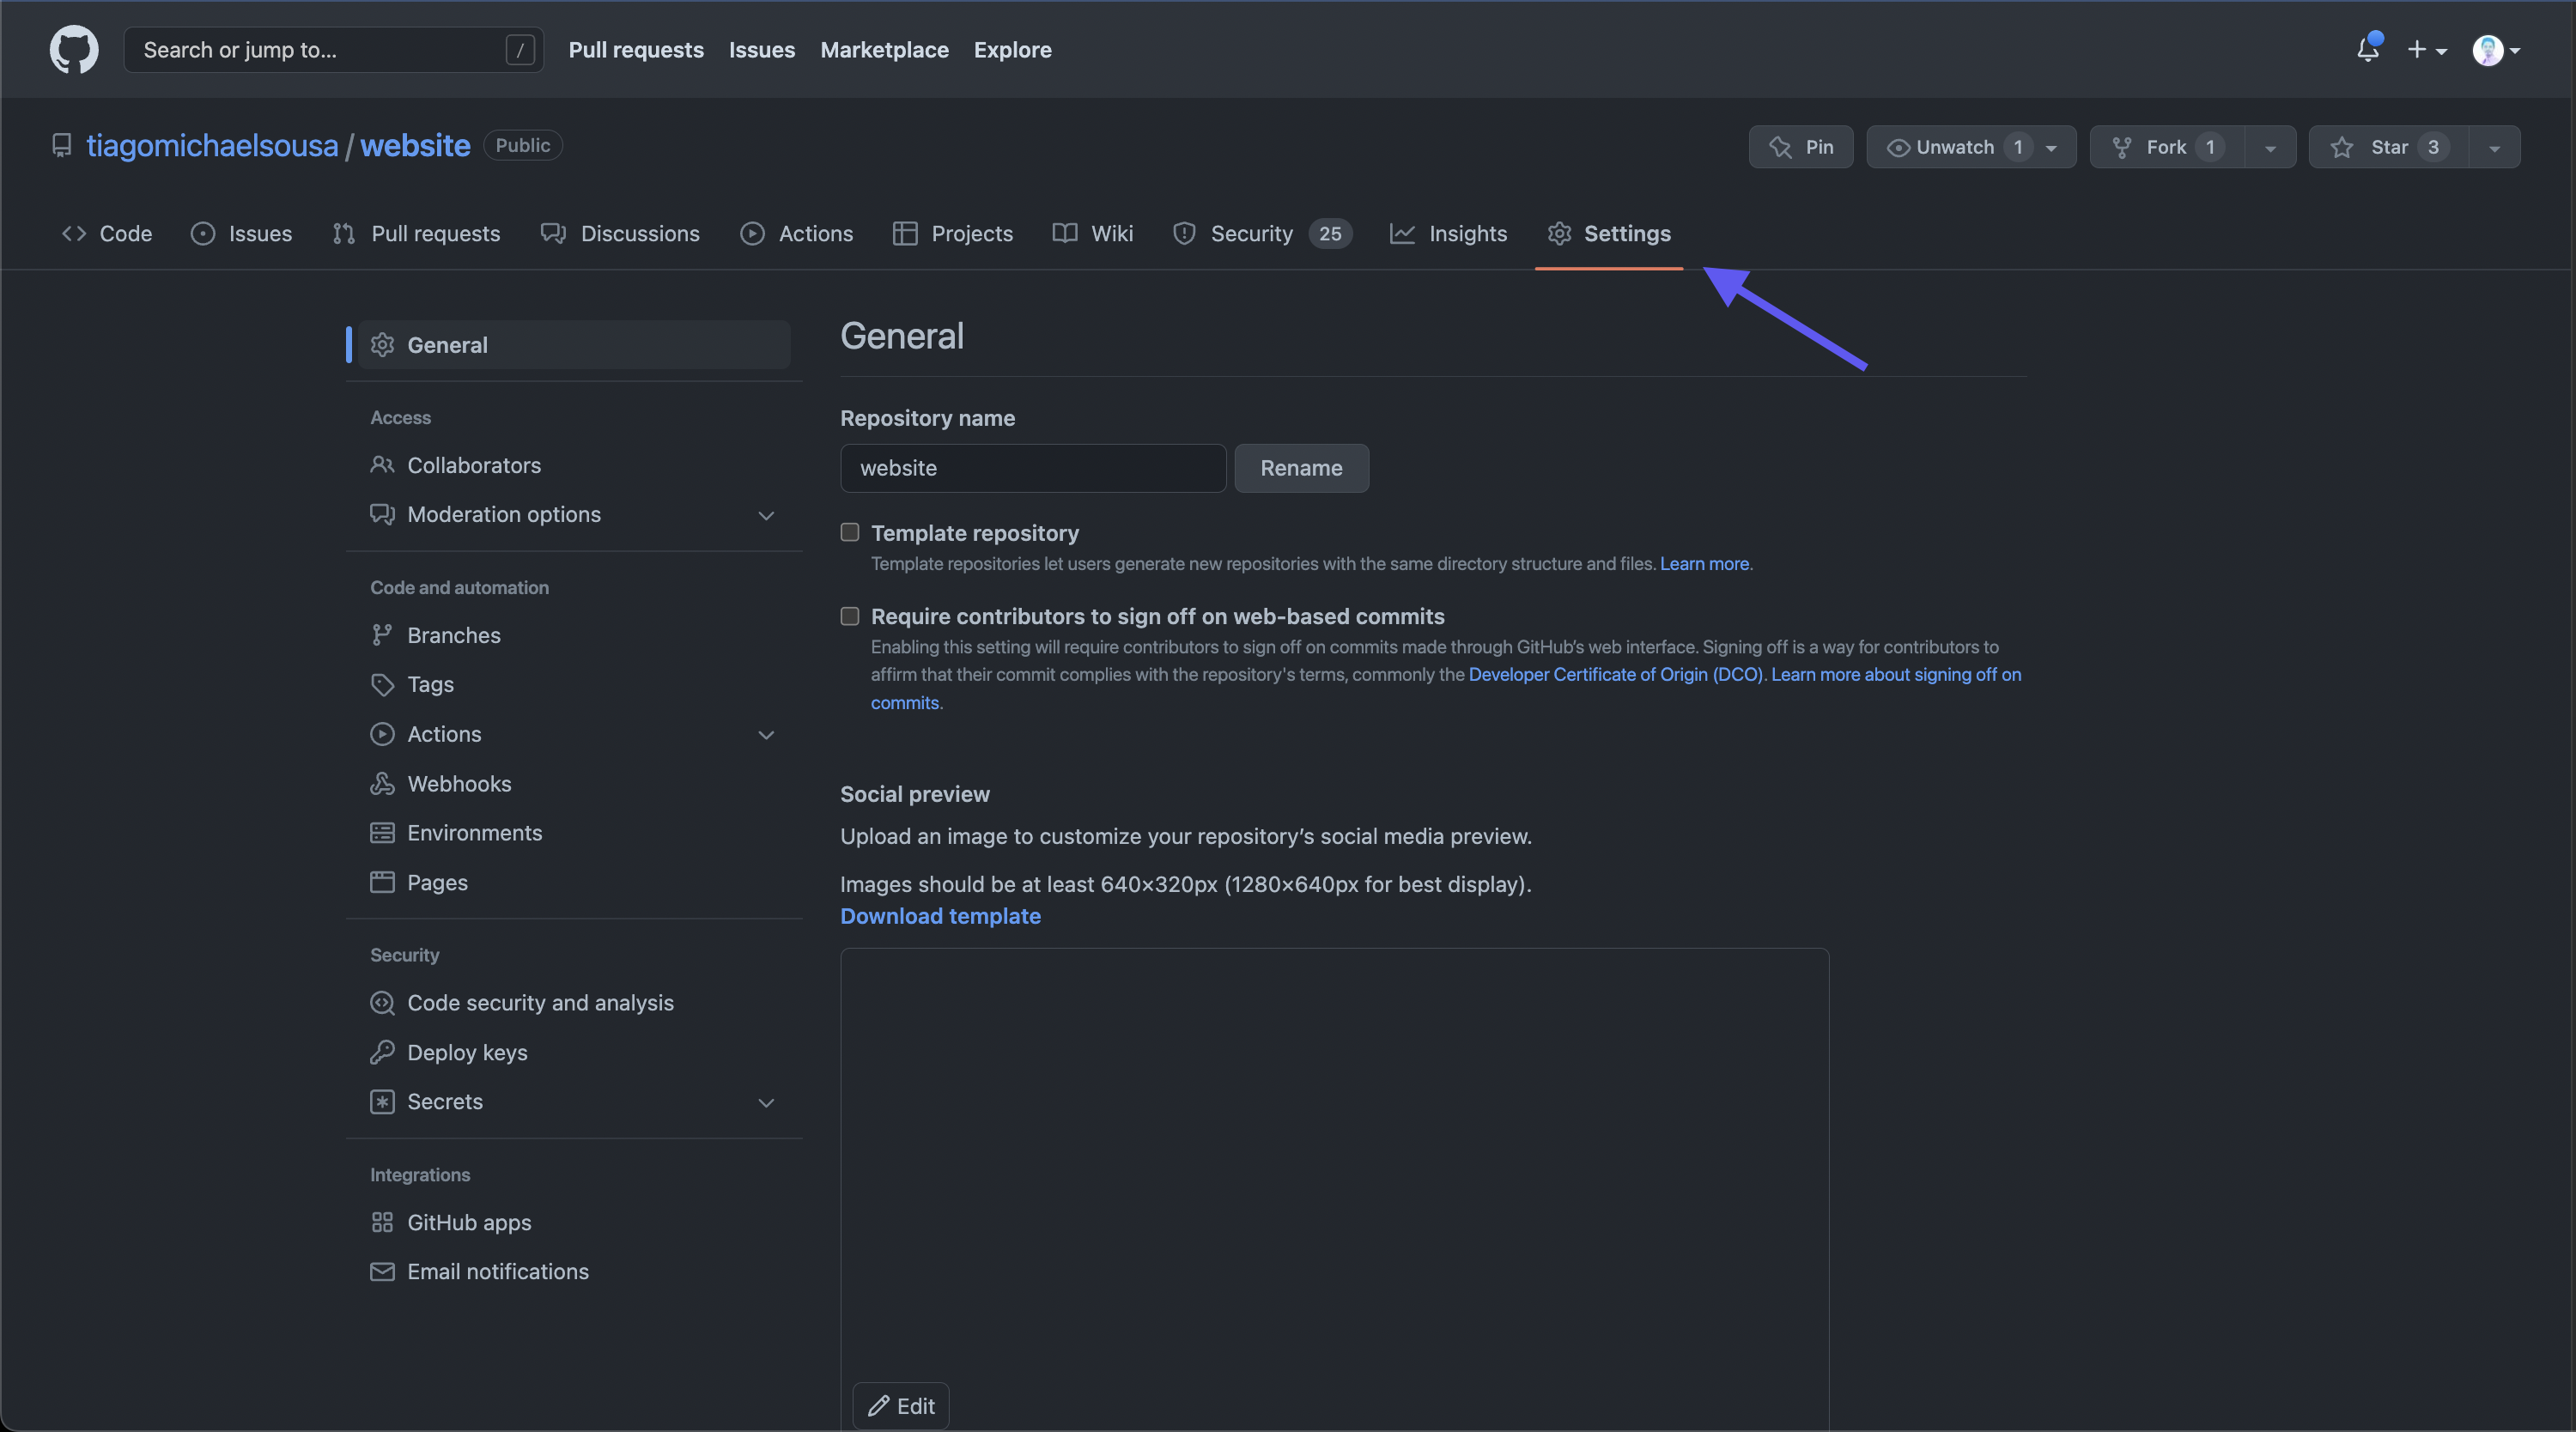 Search or jump to... / Pull requests Issues Marketplace Explore
tiagomichaelsousa / website Public Pin Unwatch 1 Fork 1 Star 3
Code Issues Pull requests Discussions Actions Projects Wiki Security 25 Insights Settings
General
Access
Collaborators
Moderation options
Code and automation
Branches
Tags
Actions
Webhooks
Environments
Pages
Security
Code security and analysis
Deploy keys
Secrets
Integrations
GitHub apps
Email notifications
General
Repository name
website Rename
Template repository
Template repositories let users generate new repositories with the same directory structure and files. Learn more.
Require contributors to sign off on web-based commits
Enabling this setting will require contributors to sign off on commits made through GitHub’s web interface. Signing off is a way for contributors to
affirm that their commit complies with the repository's terms, commonly the Developer Certificate of Origin (DCO). Learn more about signing off on
commits.
Social preview
Upload an image to customize your repository’s social media preview.
Images should be at least 640×320px (1280×640px for best display).
Download template
Edit